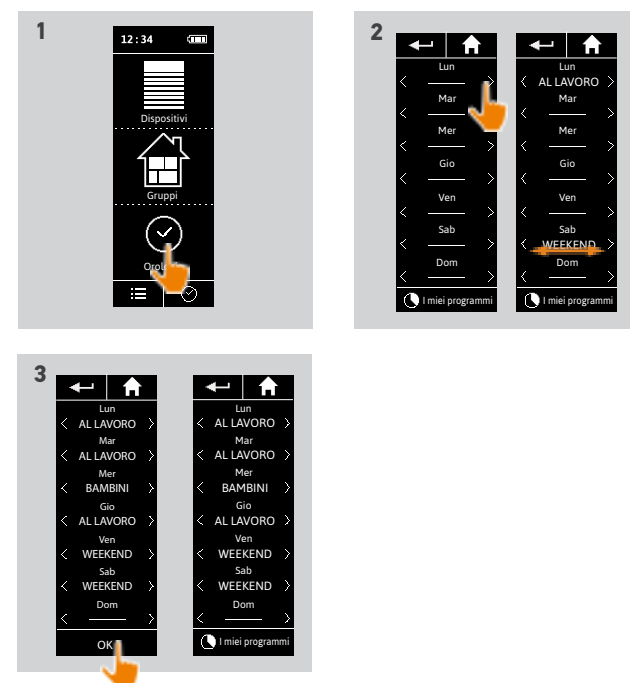 1
12:34
Dispositivi
Gruppi
2
Lun
Mar
Mer
Gio
Ven
Sab
Dom
I miei programmi
Lun
AL LAVORO
Mar
Mer
Gio
Ven
Sab
WEEKEND
Dom
I miei programmi
3
Lun
AL LAVORO
Mar
AL LAVORO
Mer
BAMBINI
Gio
AL LAVORO
Ven
WEEKEND
Sab
WEEKEND
Dom
OK
Lun
AL LAVORO
Mar
AL LAVORO
Mer
BAMBINI
Gio
AL LAVORO
Ven
WEEKEND
Sab
WEEKEND
Dom
I miei programmi